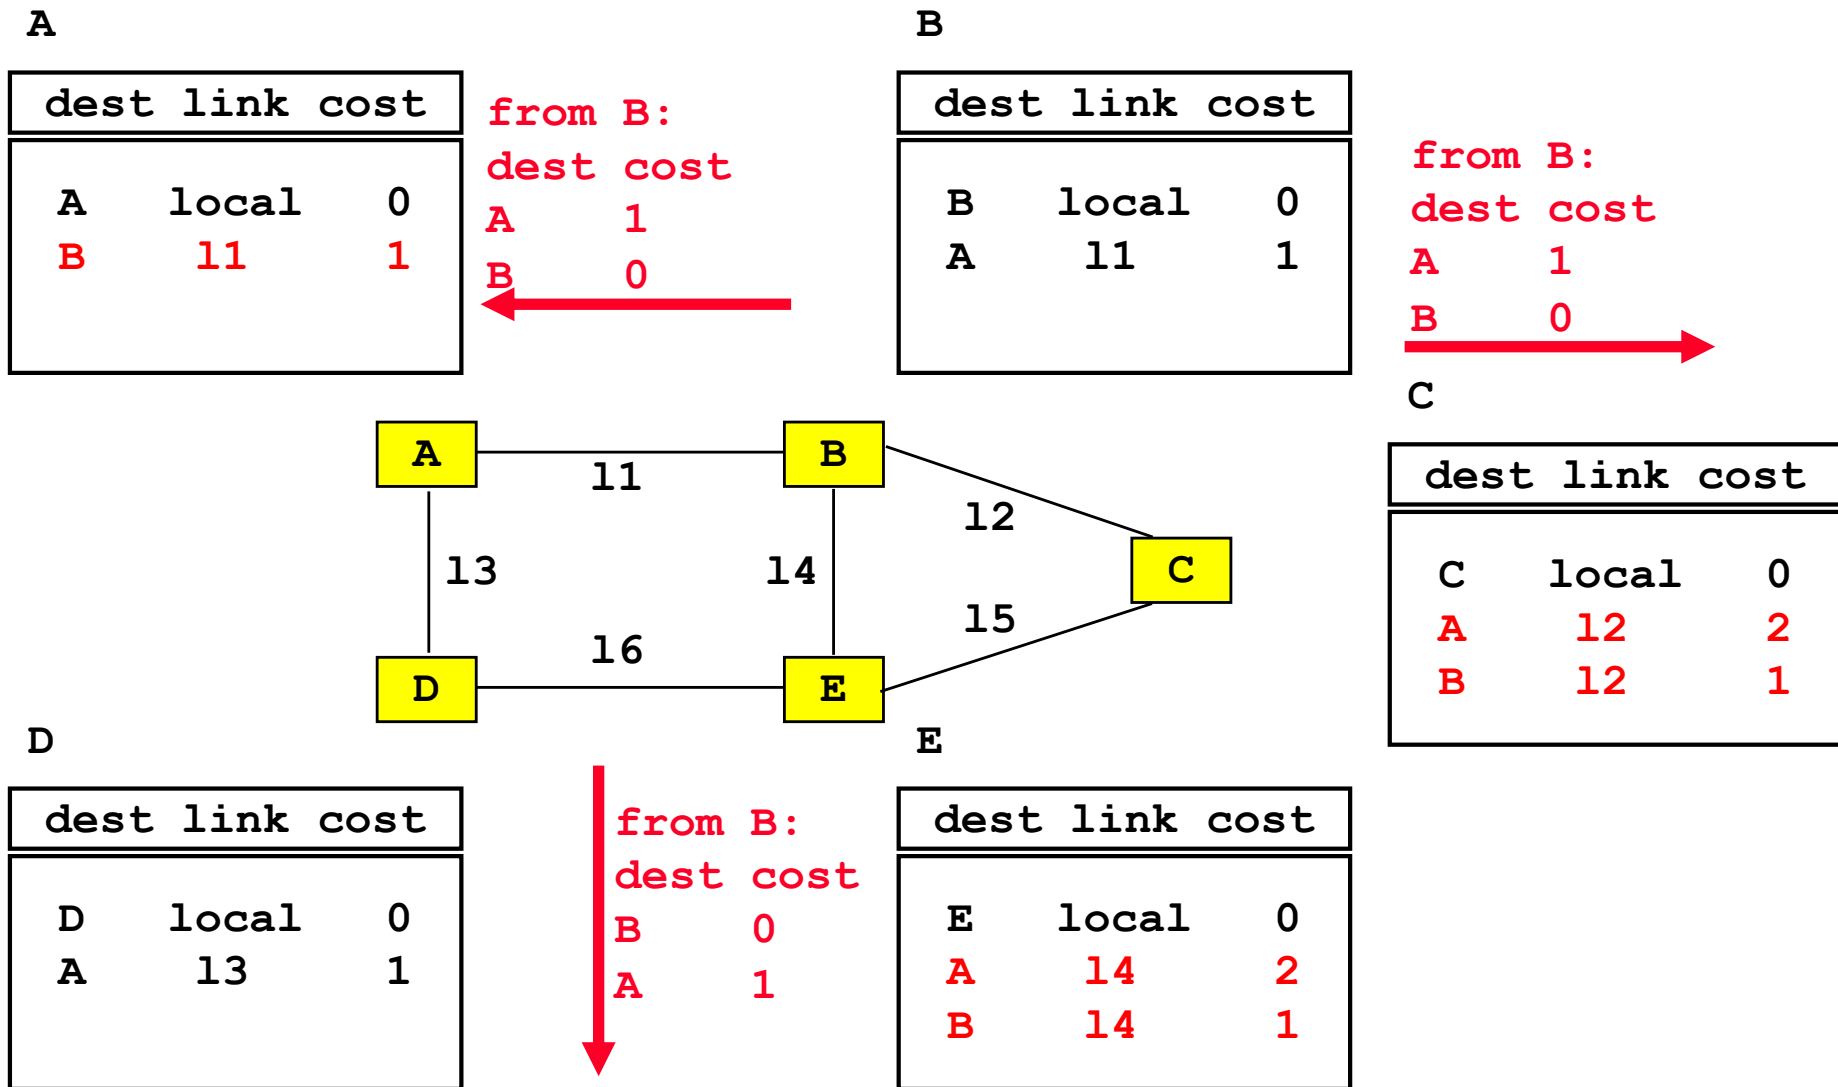 A
dest link cost
A local 0
B l1 1
from B:
dest cost
A 1
B 0
B
dest link cost
B local 0
A l1 1
from B:
dest cost
A 1
B 0
C
dest link cost
C local 0
A l2 2
B l2 1
A
B
l1
l2
l3
l4
C
l5
l6
D
E
D
dest link cost
D local 0
A l3 1
from B:
dest cost
B 0
A 1
E
dest link cost
E local 0
A l4 2
B l4 1